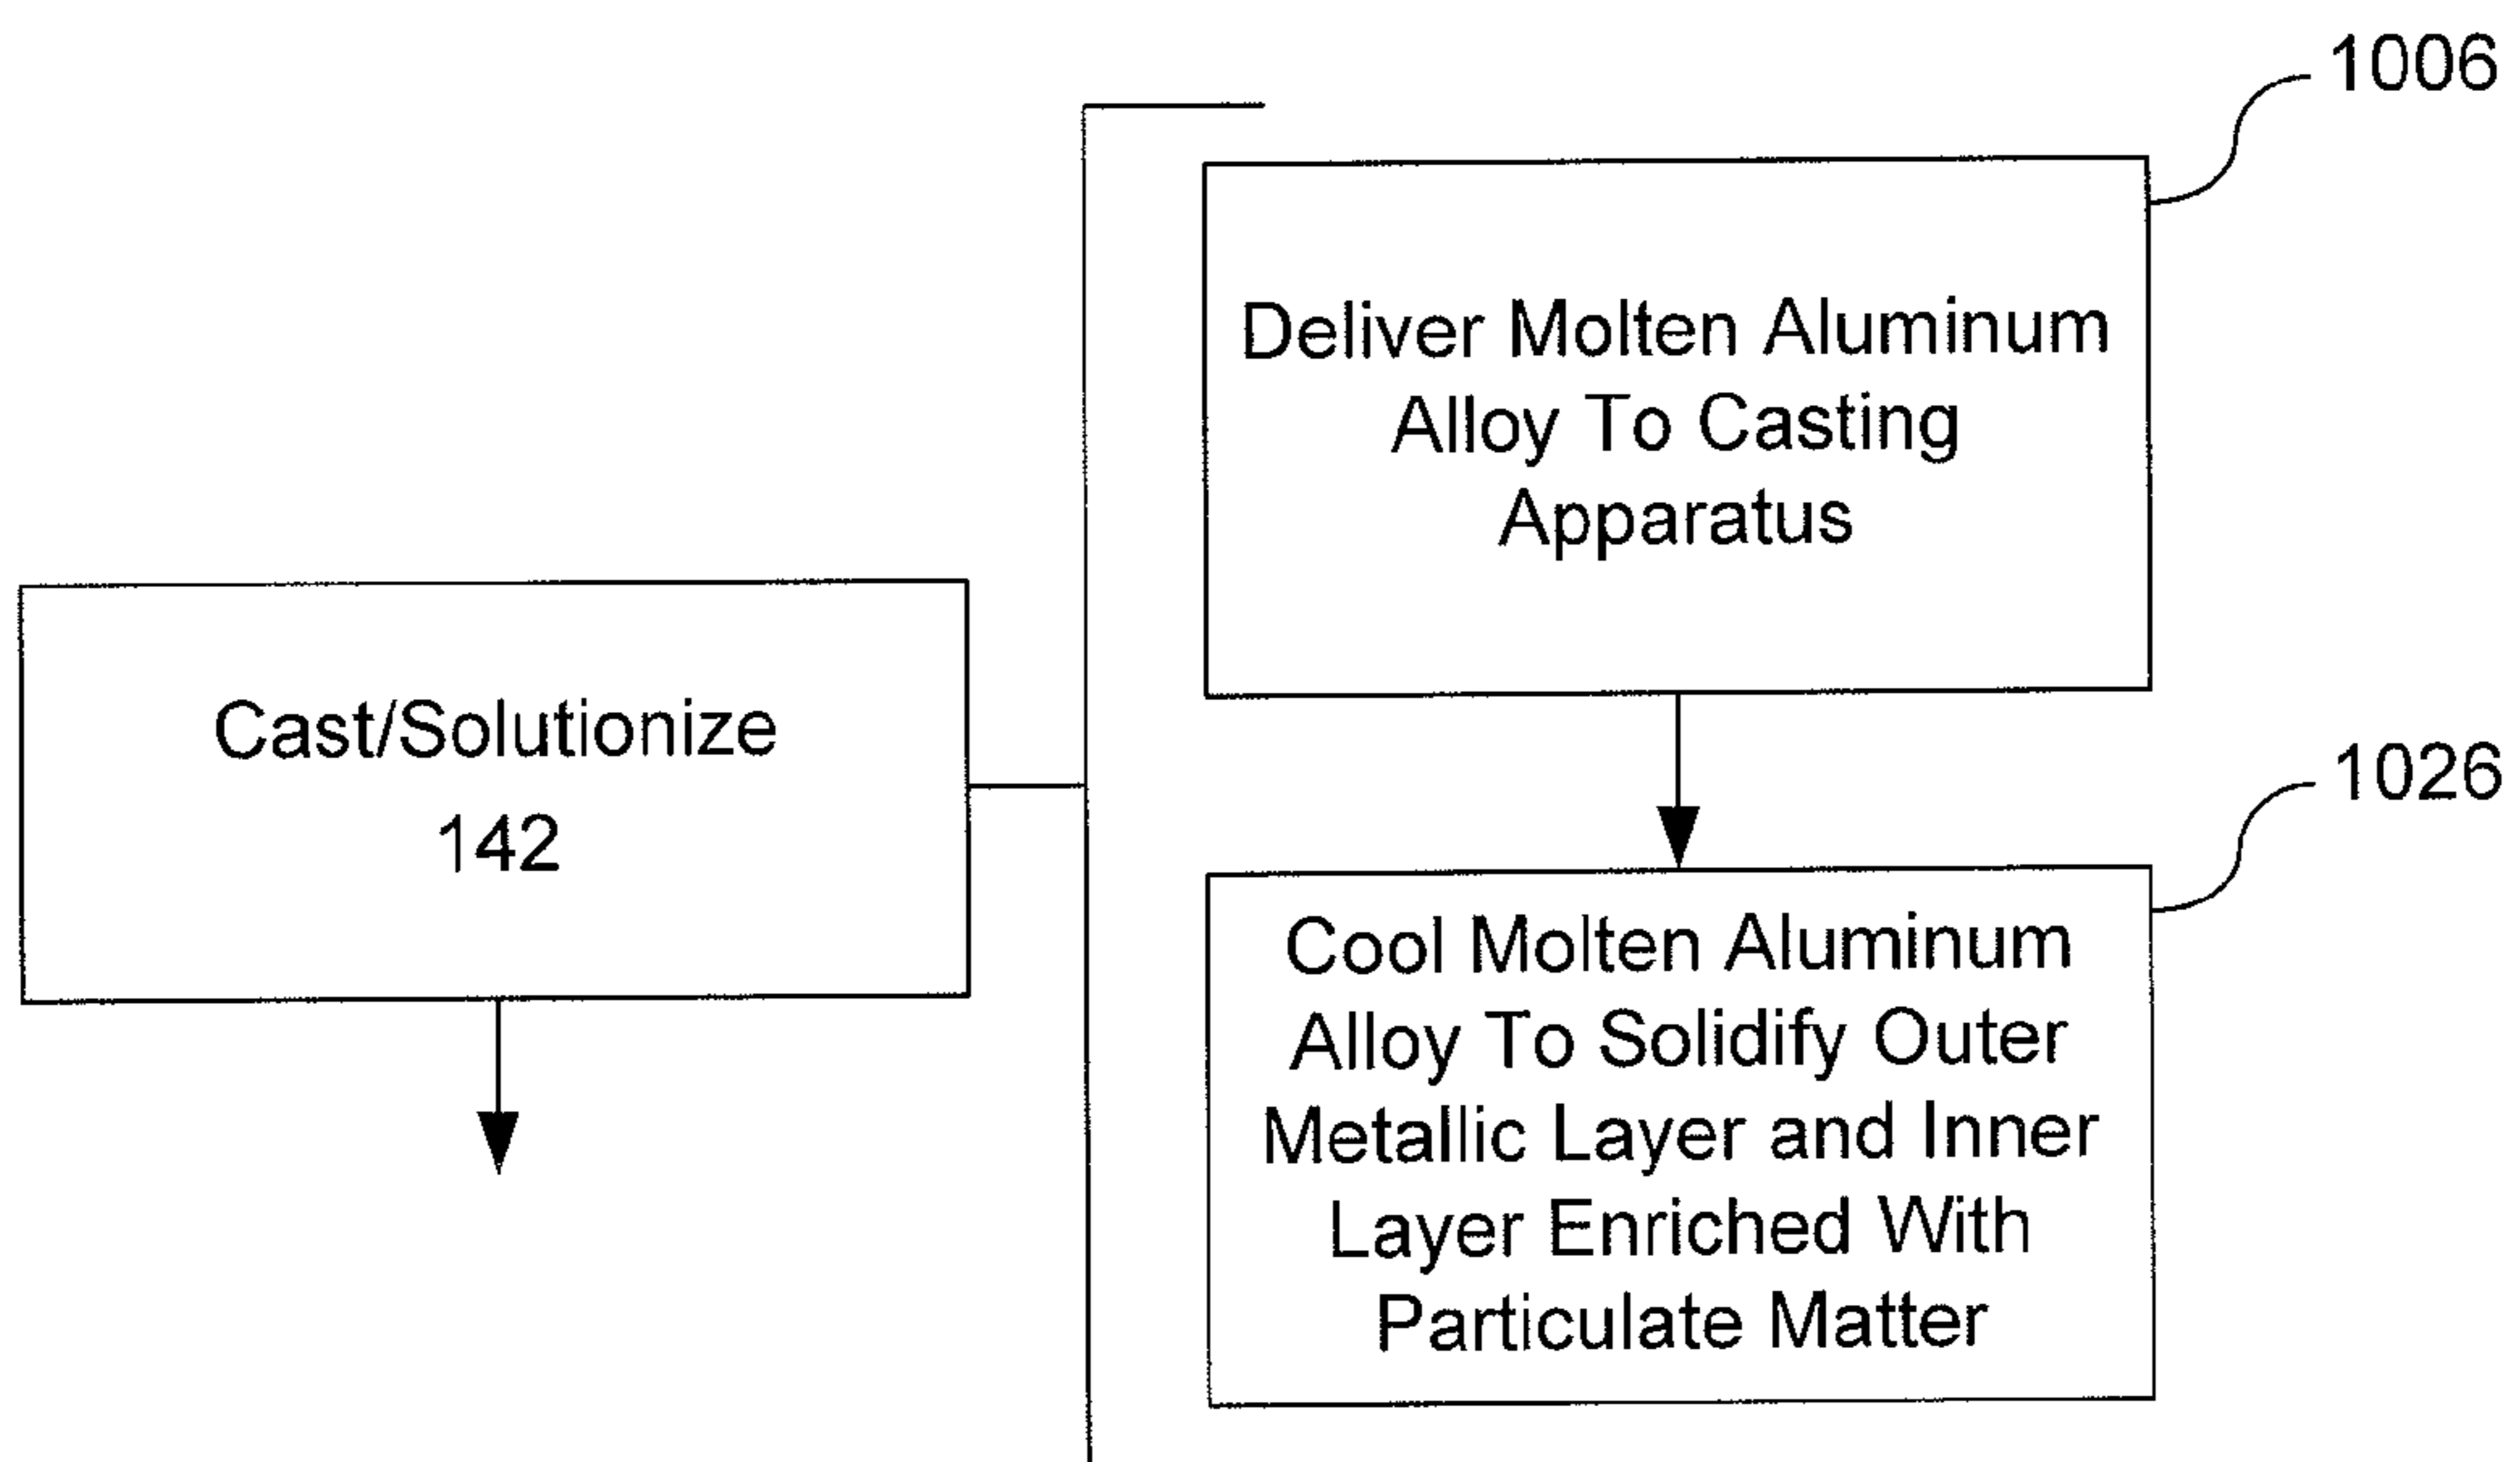 1006
Deliver Molten Aluminum
Alloy To Casting
Apparatus
Cast/Solutionize
142
1026
Cool Molten Aluminum
Alloy To Solidify Outer
Metallic Layer and Inner
Layer Enriched With
Particulate Matter